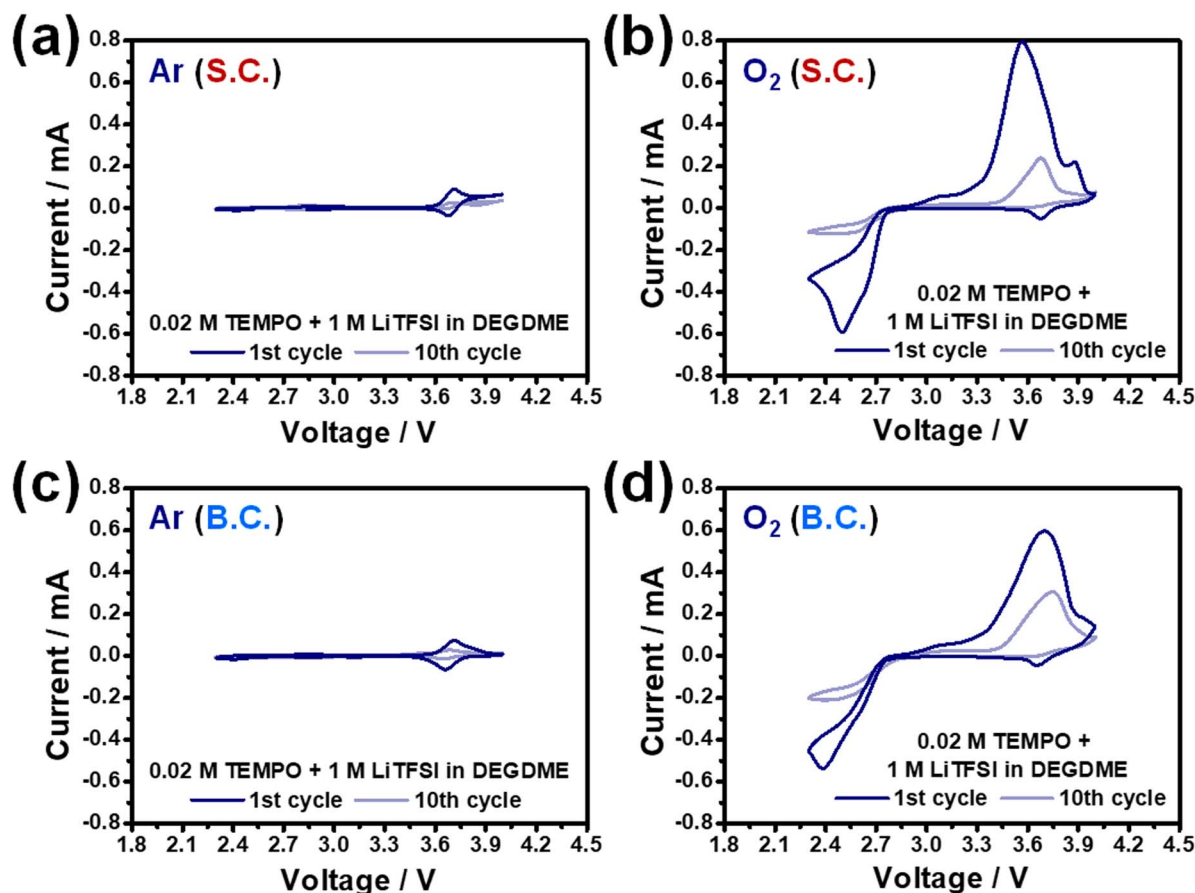 (a)
Ar (S.C.)
Current / mA
0.8
0.6
0.4
0.2
0.0
-0.2
-0.4
-0.6
-0.8
0.02 M TEMPO + 1 M LiTFSI in DEGDME
1st cycle 10th cycle
1.8 2.1 2.4 2.7 3.0 3.3 3.6 3.9 4.2 4.5
Voltage / V
(b)
O₂ (S.C.)
Current / mA
0.8
0.6
0.4
0.2
0.0
-0.2
-0.4
-0.6
-0.8
0.02 M TEMPO +
1 M LiTFSI in DEGDME
1st cycle 10th cycle
1.8 2.1 2.4 2.7 3.0 3.3 3.6 3.9 4.2 4.5
Voltage / V
(c)
Ar (B.C.)
Current / mA
0.8
0.6
0.4
0.2
0.0
-0.2
-0.4
-0.6
-0.8
0.02 M TEMPO + 1 M LiTFSI in DEGDME
1st cycle 10th cycle
1.8 2.1 2.4 2.7 3.0 3.3 3.6 3.9 4.2 4.5
Voltage / V
(d)
O₂ (B.C.)
Current / mA
0.8
0.6
0.4
0.2
0.0
-0.2
-0.4
-0.6
-0.8
0.02 M TEMPO +
1 M LiTFSI in DEGDME
1st cycle 10th cycle
1.8 2.1 2.4 2.7 3.0 3.3 3.6 3.9 4.2 4.5
Voltage / V